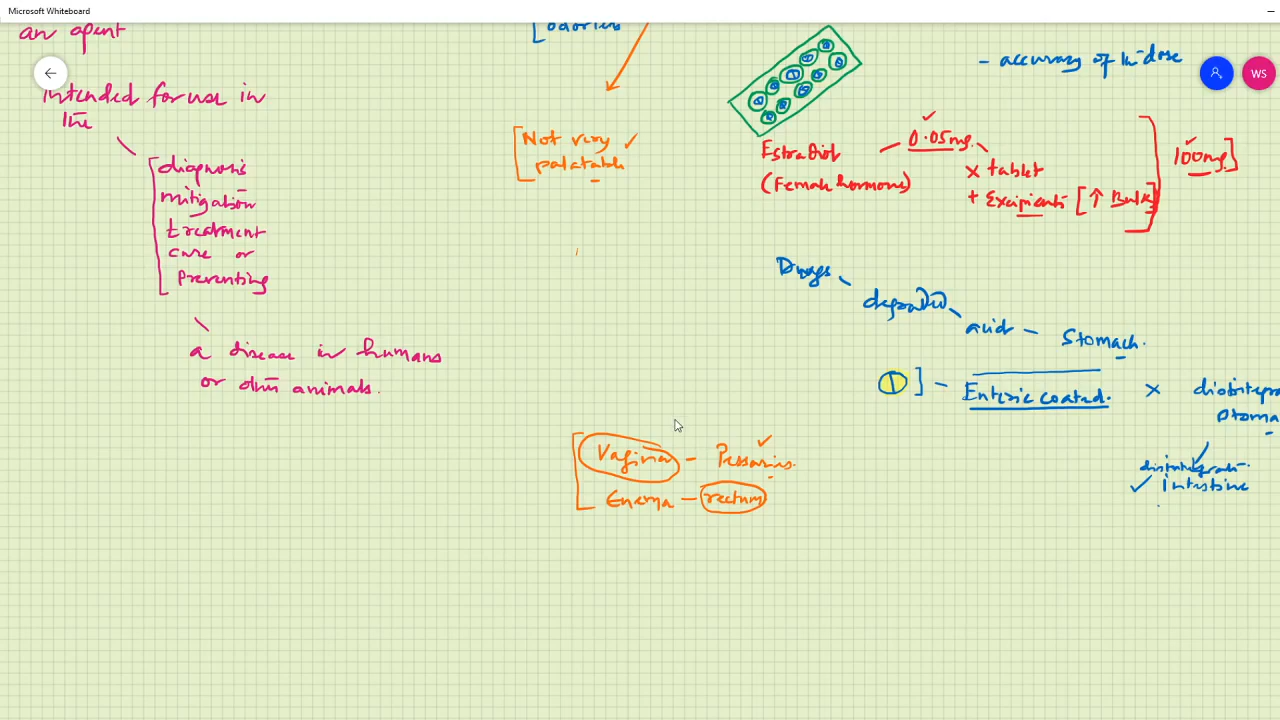 Microsoft Whiteboard
an agent
intended for use in
the
diagnosis
mitigation
treatment
cure or
preventing
a disease in humans
or other animals.
odorless
Not very ✓
palatable
- accuracy of the dose
WS
Estradiol — 0.05mg
(Female hormone)
x tablet
+ Excipients [↑ Bulk]
100mg]
Drugs
degraded
acid - Stomach.
] - Enteric coated. x
disintegrati
✓ intestine
Vagina - Pessaries.
Enema - rectum